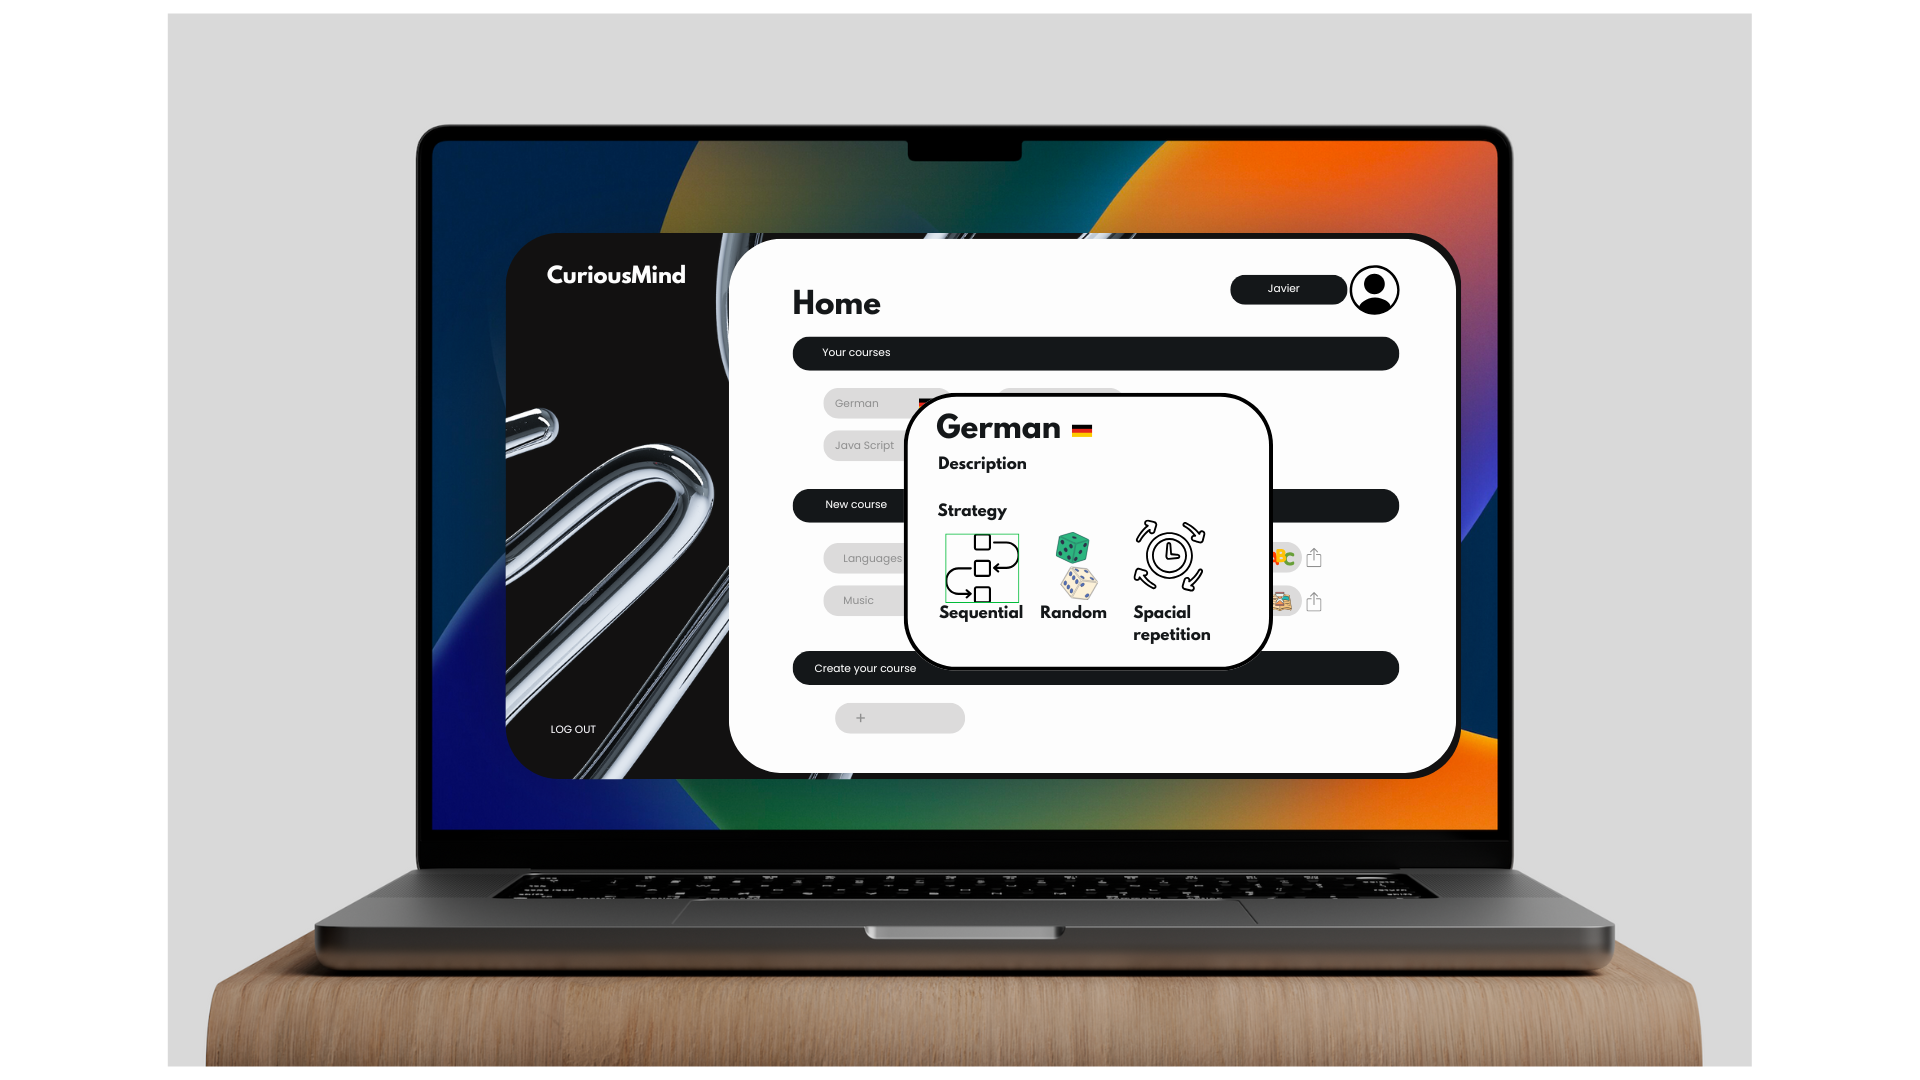 CuriousMind
Home
Javier
Your courses
German
Java Script
New course
Languages
Music
Create your course
+
LOG OUT
German
Description
Strategy
Sequential
Random
Spacial
repetition
ABC